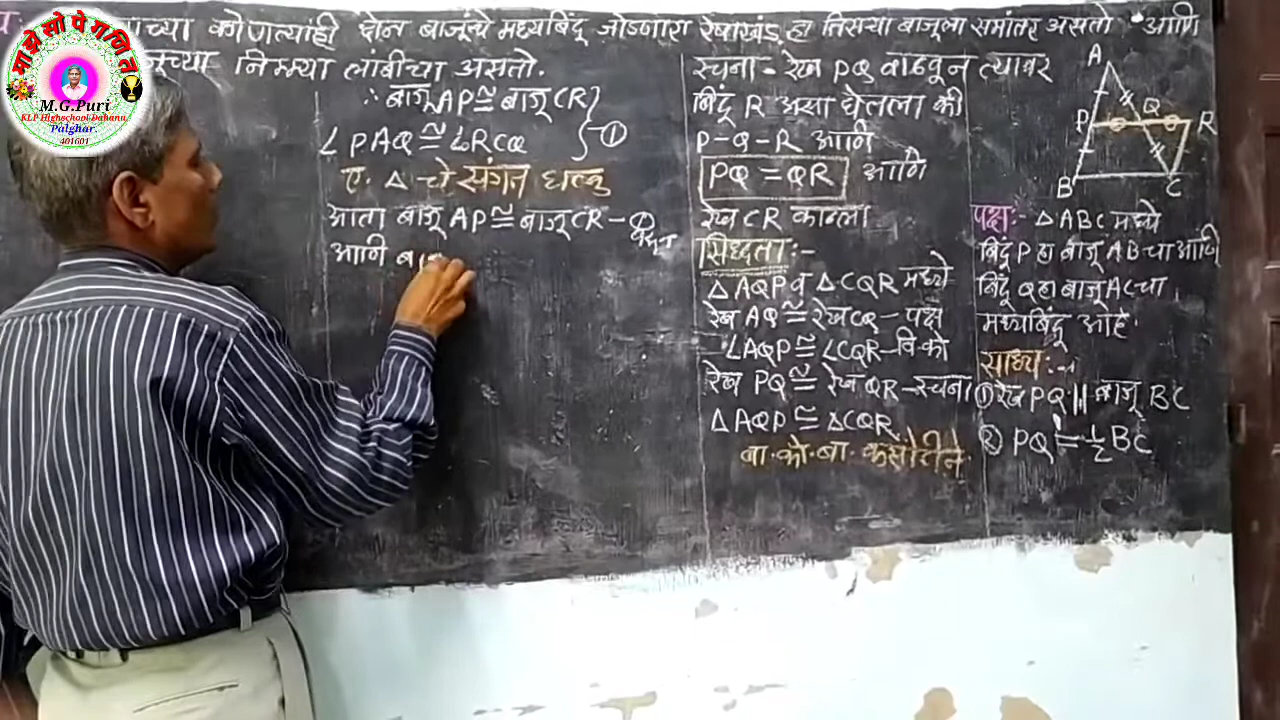 माझे सोपे गणित
M.G.Puri
KLP Highschool Dahanu
Palghar.
401601
च्या कोणत्याही दोन बाजूंचे मध्यबिंदू जोडणारा रेषाखंड हा तिसऱ्या बाजूला समांतर असतो आणि
जूच्या निम्म्या लांबीचा असतो.
∴ बाजू AP ≅ बाजू CR
∠PAQ ≅ ∠RCQ } - ①
ए. △ चे संगत घटक
आता बाजू AP ≅ बाजू CR - ①
आणि बा
रचना - रेख PQ वाढवून त्यावर
बिंदू R असा घेतला की
P-Q-R आणि
PQ = QR आणि
रेख CR काढला
सिध्दता :-
△AQP व △CQR मध्ये
रेख AQ ≅ रेख CQ - पक्ष
∠AQP ≅ ∠CQR - वि को
रेख PQ ≅ रेख QR - रचना
△AQP ≅ △CQR
बा.को.बा. कसोटीने.
A
P
Q
R
B
C
पक्ष :- △ABC मध्ये
बिंदू P हा बाजू AB चा आणि
बिंदू Q हा बाजू AC चा
मध्यबिंदू आहे.
साध्य :-
① रेख PQ || बाजू BC
② PQ = ½ BC